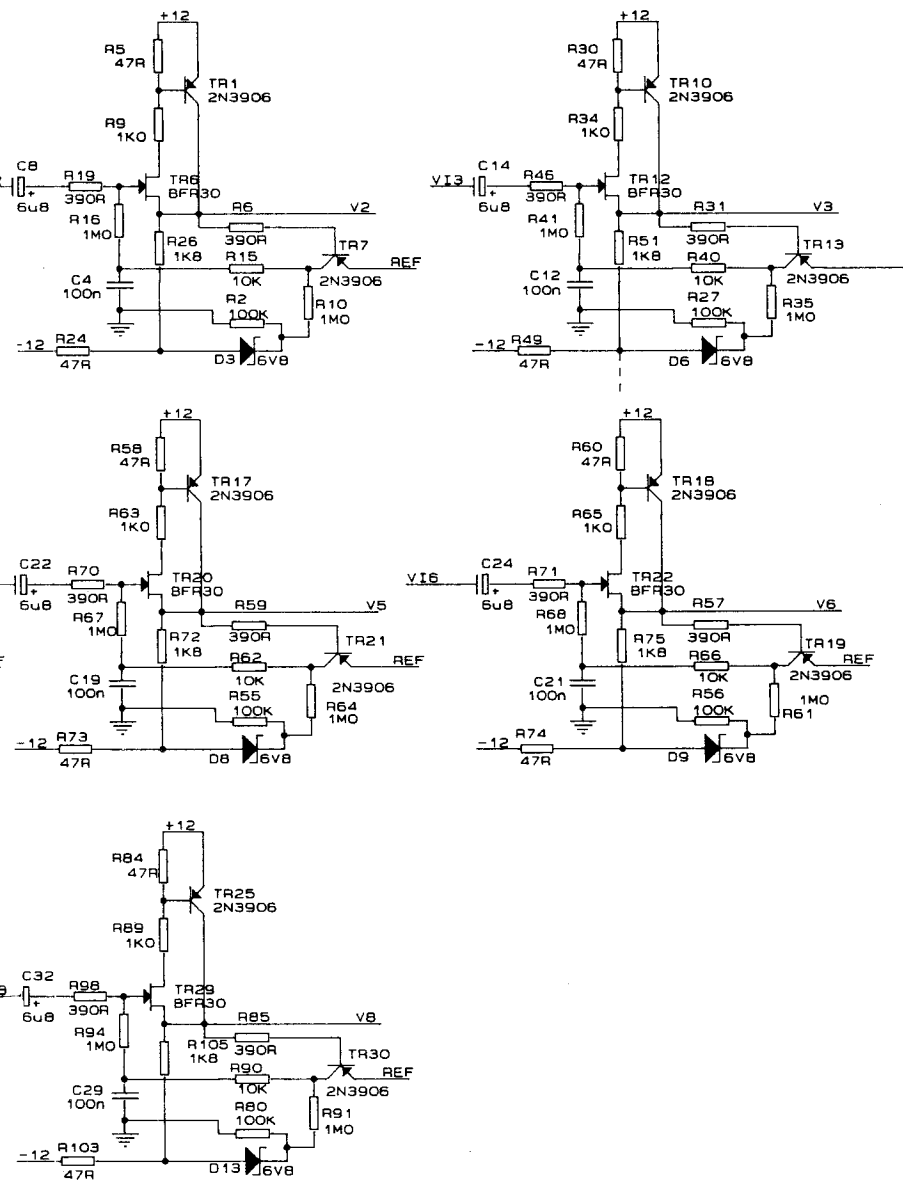 +12
R5
47R
TR1
2N3906
R9
1K0
C8
R19
6u8
+
390R
TR6
BFR30
R16
1M0
R6
V2
R26
1K8
390R
TR7
R15
REF
10K
2N3906
C4
100n
R2
100K
R10
1M0
-12
R24
47R
D3
6V8
+12
R30
47R
TR10
2N3906
R34
1K0
VI3
C14
R46
6u8
+
390R
TR12
BFR30
R41
1M0
R31
V3
R51
1K8
390R
TR13
R40
10K
2N3906
C12
100n
R27
100K
R35
1M0
-12
R49
47R
D6
6V8
+12
R58
47R
TR17
2N3906
R63
1K0
C22
R70
6u8
+
390R
TR20
BFR30
R67
1M0
R59
V5
R72
1K8
390R
TR21
R62
REF
10K
2N3906
C19
100n
R55
100K
R64
1M0
-12
R73
47R
D8
6V8
+12
R60
47R
TR18
2N3906
R65
1K0
VI6
C24
R71
6u8
+
390R
TR22
BFR30
R68
1M0
R57
V6
R75
1K8
390R
TR19
R66
REF
10K
2N3906
C21
100n
R56
100K
1M0
R61
-12
R74
47R
D9
6V8
+12
R84
47R
TR25
2N3906
R89
1K0
C32
R98
6u8
+
390R
TR29
BFR30
R94
1M0
R85
V8
R105
1K8
390R
TR30
R90
REF
10K
2N3906
C29
100n
R80
100K
R91
1M0
-12
R103
47R
D13
6V8